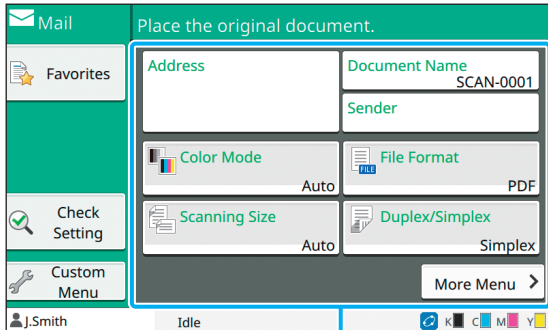 Mail
Place the original document.
Favorites
Address
Document Name
SCAN-0001
Sender
Color Mode
Auto
File Format
FILE
PDF
Scanning Size
Auto
Duplex/Simplex
Simplex
Check
Setting
Custom
Menu
More Menu
J.Smith
Idle
K C M Y